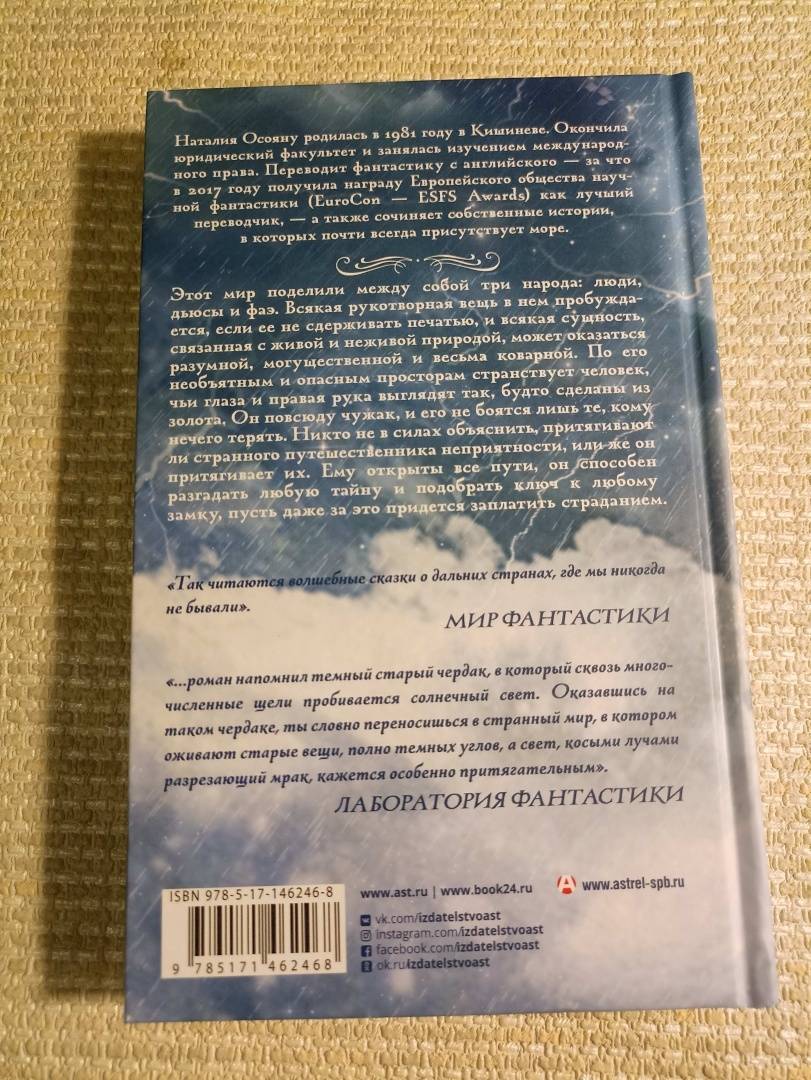 Наталия Осояну родилась в 1981 году в Кишиневе. Окончила
юридический факультет и занялась изучением международ-
ного права. Переводит фантастику с английского — за что
в 2017 году получила награду Европейского общества науч-
ной фантастики (EuroCon — ESFS Awards) как лучший
переводчик, — а также сочиняет собственные истории,
в которых почти всегда присутствует море.
Этот мир поделили между собой три народа: люди,
дьюсы и фаэ. Всякая рукотворная вещь в нем пробужда-
ется, если ее не сдерживать печатью, и всякая сущность,
связанная с живой и неживой природой, может оказаться
разумной, могущественной и весьма коварной. По его
необъятным и опасным просторам странствует человек,
чьи глаза и правая рука выглядят так, будто сделаны из
золота. Он повсюду чужак, и его не боятся лишь те, кому
нечего терять. Никто не в силах объяснить, притягивают
ли странного путешественника неприятности, или же он
притягивает их. Ему открыты все пути, он способен
разгадать любую тайну и подобрать ключ к любому
замку, пусть даже за это придется заплатить страданием.
«Так читаются волшебные сказки о дальних странах, где мы никогда
не бывали».
МИР ФАНТАСТИКИ
«...роман напомнил темный старый чердак, в который сквозь много-
численные щели пробивается солнечный свет. Оказавшись на
таком чердаке, ты словно переносишься в странный мир, в котором
оживают старые вещи, полно темных углов, а свет, косыми лучами
разрезающий мрак, кажется особенно притягательным».
ЛАБОРАТОРИЯ ФАНТАСТИКИ
ISBN 978-5-17-146246-8
9 785171 462468
www.ast.ru | www.book24.ru
www.astrel-spb.ru
vk.com/izdatelstvoast
instagram.com/izdatelstvoast
facebook.com/izdatelstvoast
ok.ru/izdatelstvoast